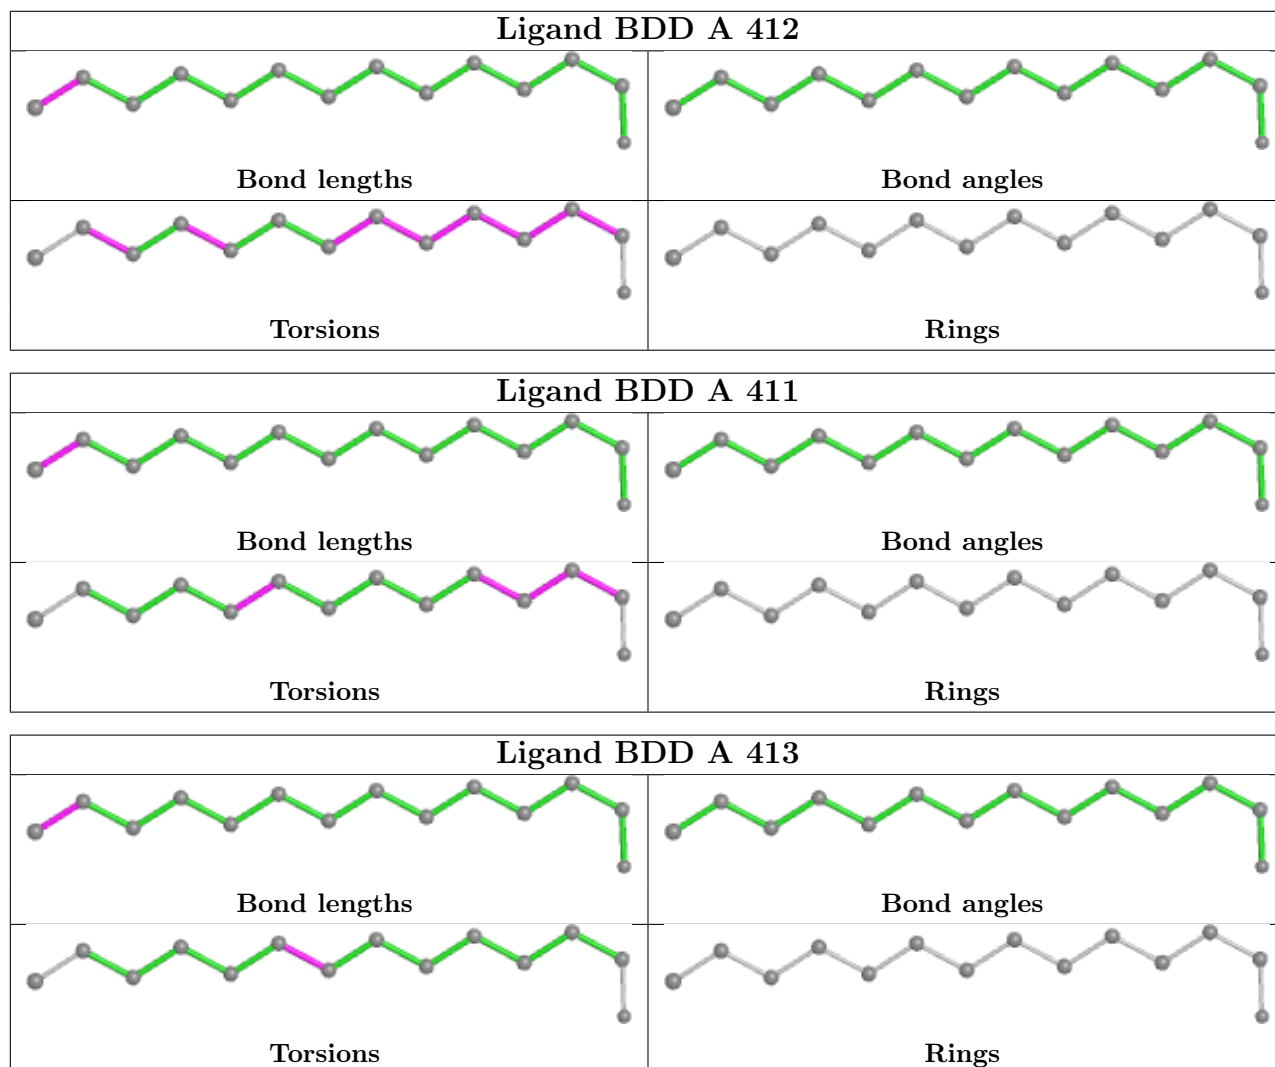 Ligand BDD A 412
Bond lengths
Bond angles
Torsions
Rings
Ligand BDD A 411
Bond lengths
Bond angles
Torsions
Rings
Ligand BDD A 413
Bond lengths
Bond angles
Torsions
Rings